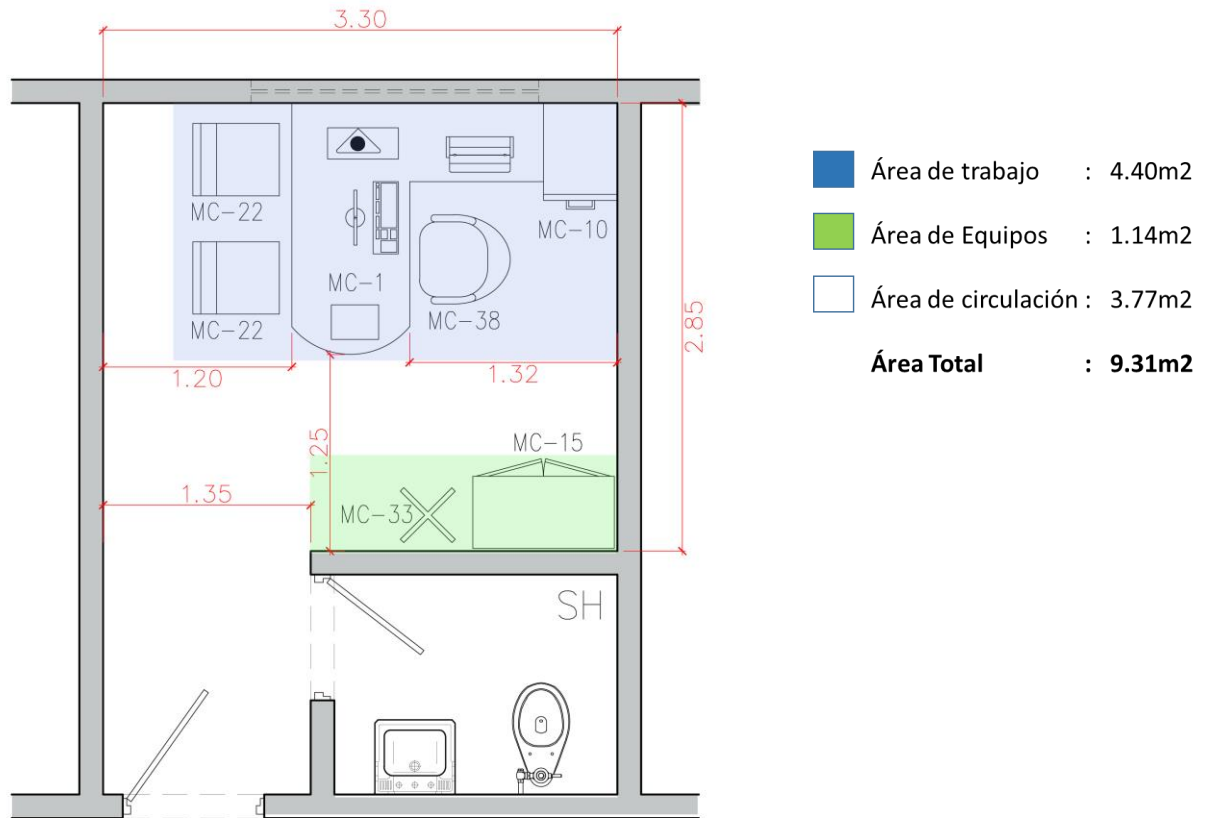 3.30
MC-22
MC-10
MC-1
MC-22
MC-38
2.85
1.20
1.32
MC-15
1.25
1.35
MC-33
SH
Área de trabajo : 4.40m2
Área de Equipos : 1.14m2
Área de circulación : 3.77m2
Área Total : 9.31m2